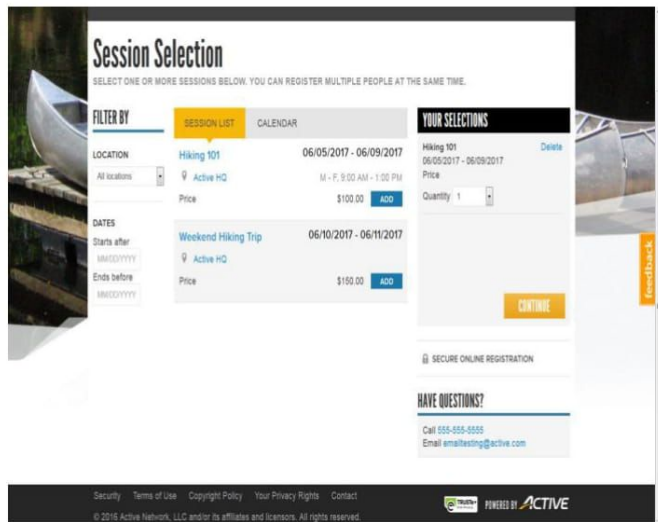 Session Selection
SELECT ONE OR MORE SESSIONS BELOW. YOU CAN REGISTER MULTIPLE PEOPLE AT THE SAME TIME.
FILTER BY
LOCATION
All locations
DATES
Starts after
MM/DD/YYYY
Ends before
MM/DD/YYYY
SESSION LIST CALENDAR
Hiking 101 06/05/2017 - 06/09/2017
Active HQ M - F, 9:00 AM - 1:00 PM
Price $100.00 ADD
Weekend Hiking Trip 06/10/2017 - 06/11/2017
Active HQ
Price $150.00 ADD
YOUR SELECTIONS
Hiking 101 Delete
06/05/2017 - 06/09/2017
Price
Quantity 1
CONTINUE
SECURE ONLINE REGISTRATION
HAVE QUESTIONS?
Call 555-555-5555
Email emailtesting@active.com
feedback
Security Terms of Use Copyright Policy Your Privacy Rights Contact
© 2016 Active Network, LLC and/or its affiliates and licensors. All rights reserved.
TRUSTe
POWERED BY ACTIVE